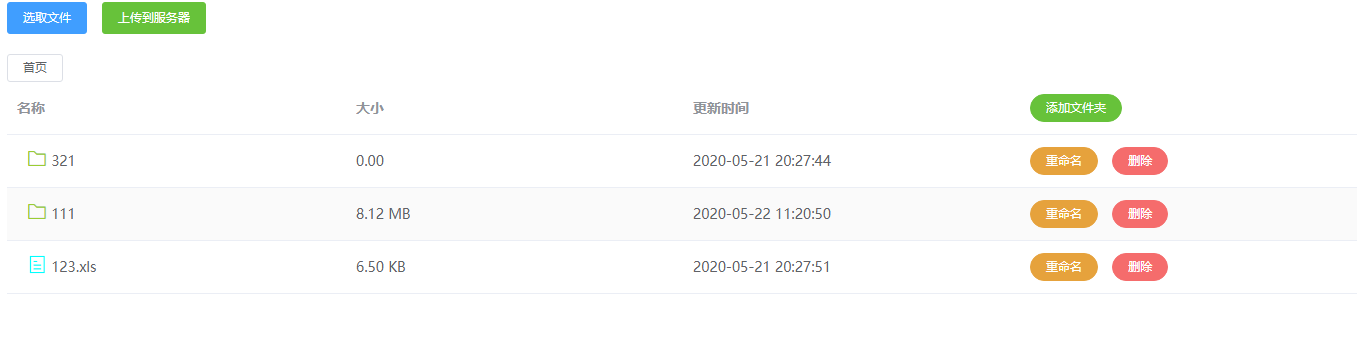 选取文件 上传到服务器
首页
名称 大小 更新时间 添加文件夹
321 0.00 2020-05-21 20:27:44 重命名 删除
111 8.12 MB 2020-05-22 11:20:50 重命名 删除
123.xls 6.50 KB 2020-05-21 20:27:51 重命名 删除